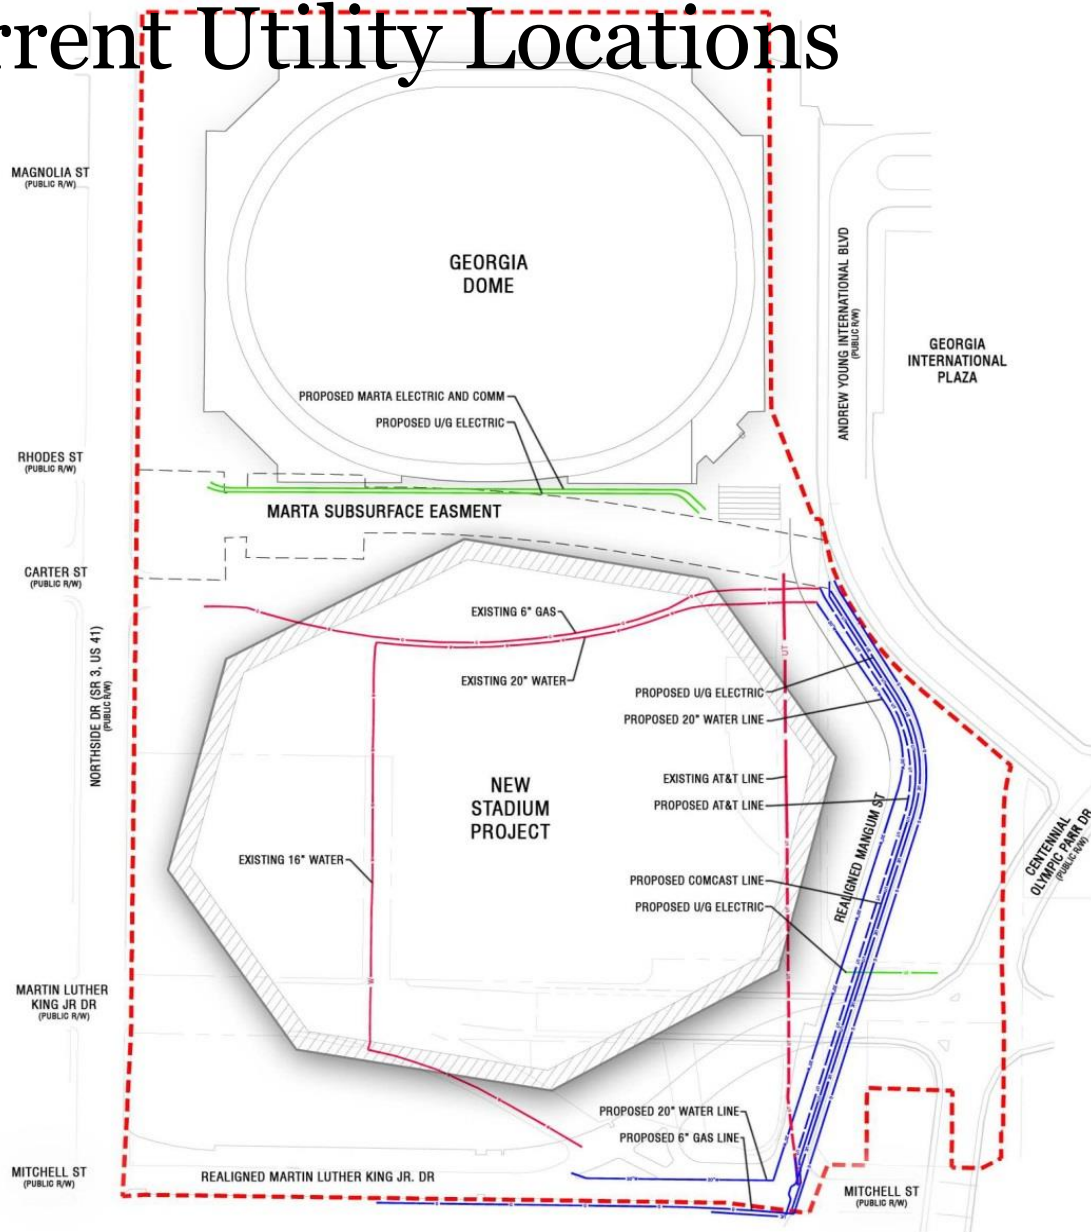 rrent Utility Locations
MAGNOLIA ST
(PUBLIC R/W)
GEORGIA
DOME
ANDREW YOUNG INTERNATIONAL BLVD
(PUBLIC R/W)
GEORGIA
INTERNATIONAL
PLAZA
PROPOSED MARTA ELECTRIC AND COMM
PROPOSED U/G ELECTRIC
RHODES ST
(PUBLIC R/W)
MARTA SUBSURFACE EASMENT
CARTER ST
(PUBLIC R/W)
EXISTING 6" GAS
EXISTING 20" WATER
NORTHSIDE DR (SR 3, US 41)
(PUBLIC R/W)
PROPOSED U/G ELECTRIC
PROPOSED 20" WATER LINE
NEW
STADIUM
PROJECT
EXISTING AT&T LINE
PROPOSED AT&T LINE
REALIGNED MANGUM ST
CENTENNIAL
OLYMPIC PARK DR
(PUBLIC R/W)
EXISTING 16" WATER
PROPOSED COMCAST LINE
PROPOSED U/G ELECTRIC
MARTIN LUTHER
KING JR DR
(PUBLIC R/W)
PROPOSED 20" WATER LINE
PROPOSED 6" GAS LINE
MITCHELL ST
(PUBLIC R/W)
REALIGNED MARTIN LUTHER KING JR. DR
MITCHELL ST
(PUBLIC R/W)
UT
W